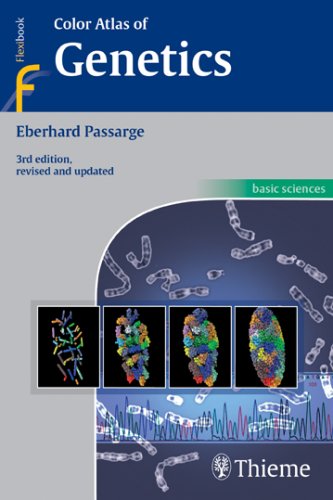 Flexibook
Color Atlas of
Genetics
Eberhard Passarge
3rd edition,
revised and updated
basic sciences
Thieme